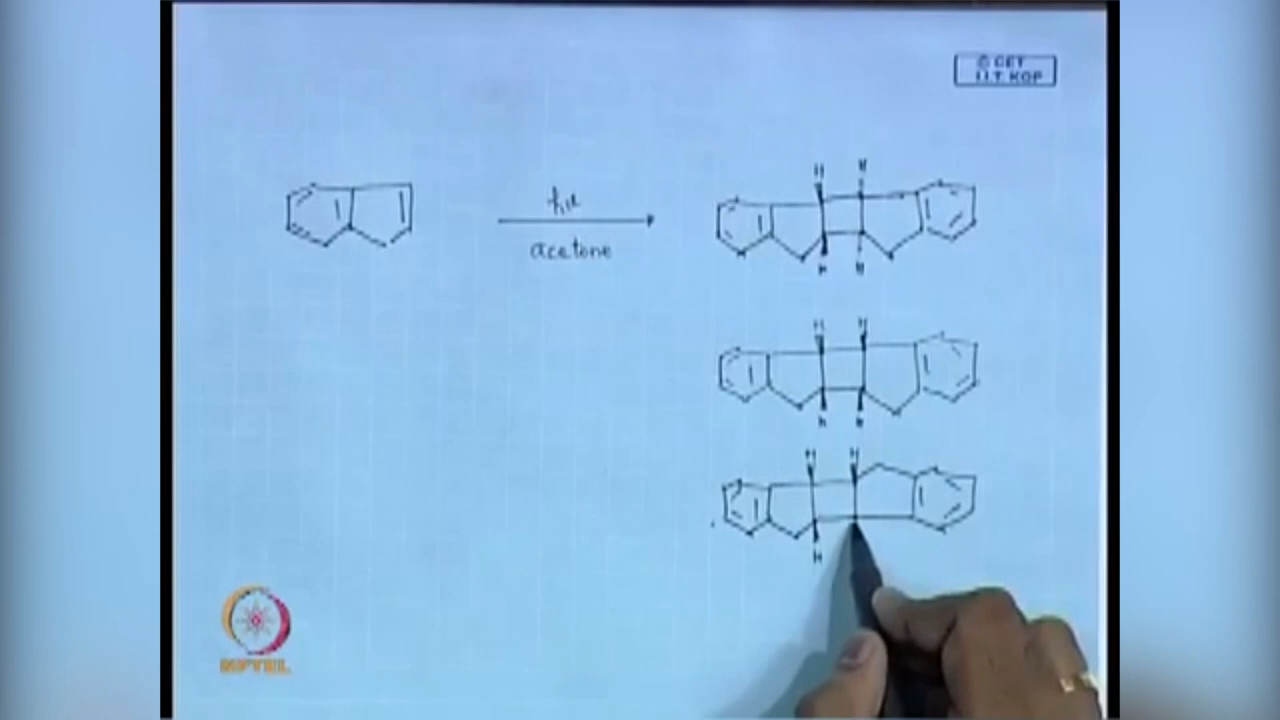 © CET
I.I.T. KGP
hν
acetone
H H
H H
H H
H H
H H
H
NPTEL